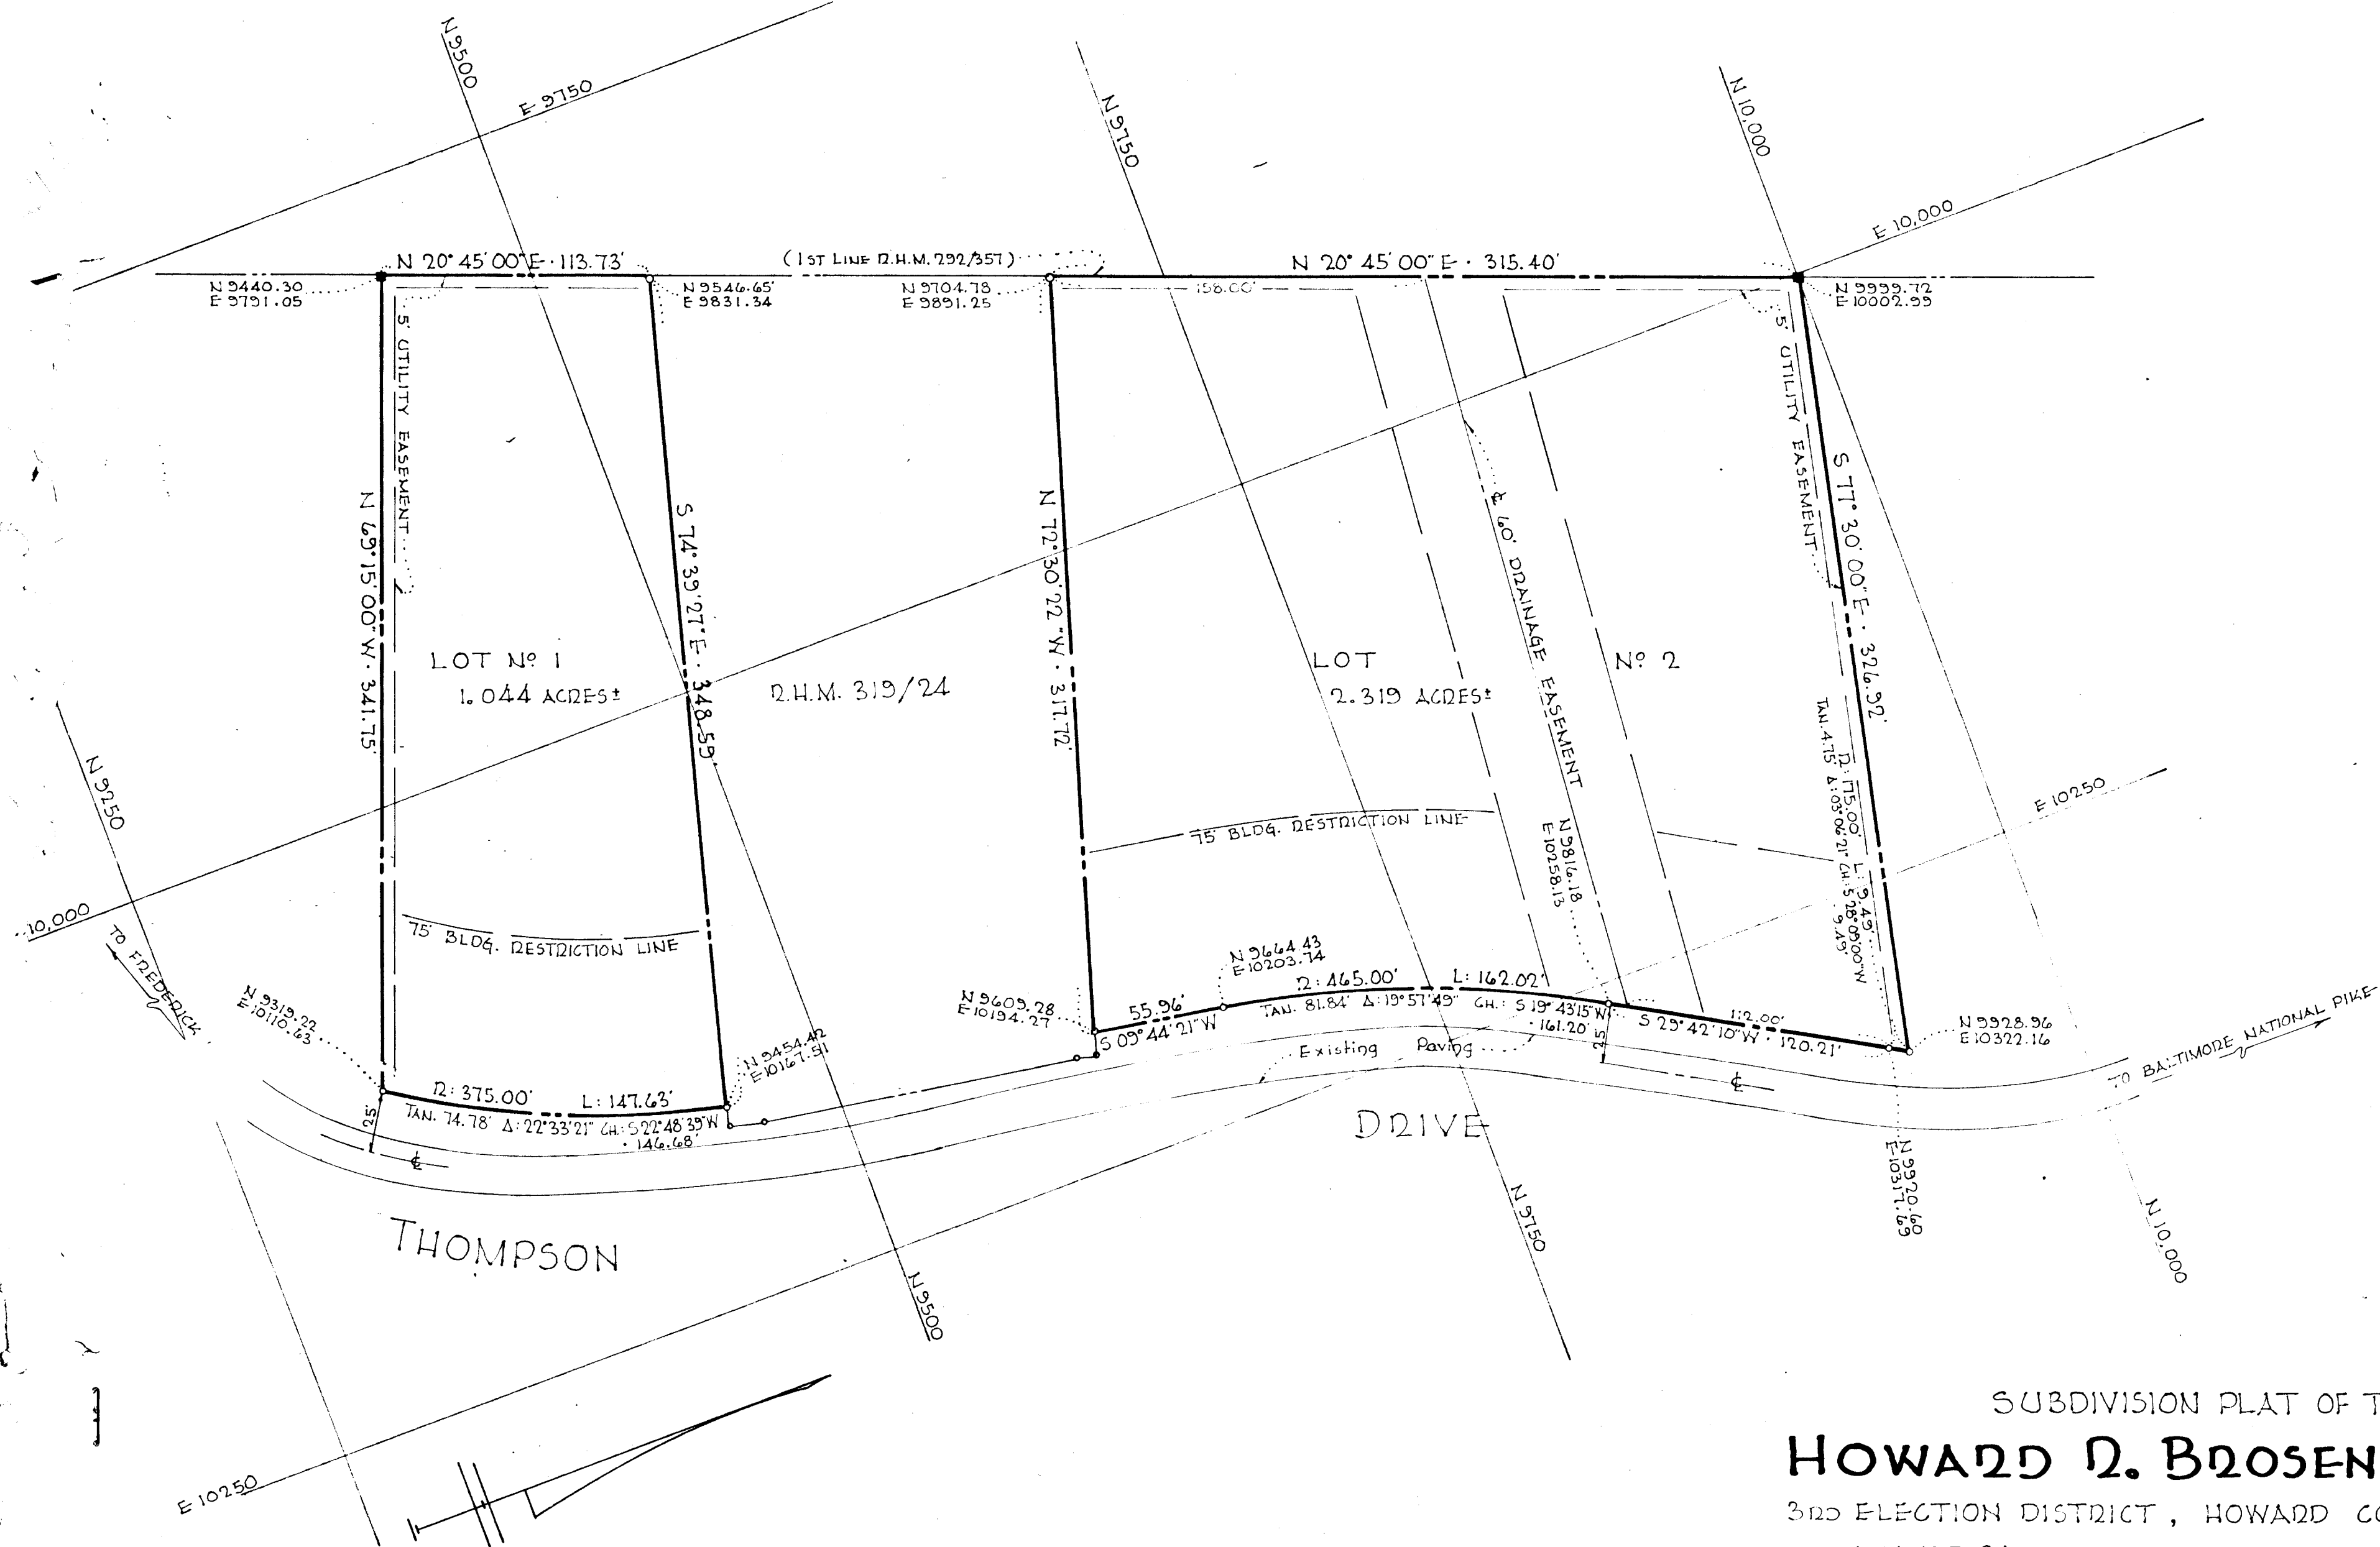 N 9500
E 9750
N 9750
N 10,000
E 10,000
N 20° 45' 00" E · 113.73'
(1ST LINE R.H.M. 292/357)
N 20° 45' 00" E · 315.40'
N 9440.30
E 9791.05
N 9546.65'
E 9831.34
N 9704.78
E 9891.25
158.00'
N 9999.72
E 10002.99
5' UTILITY EASEMENT
5' UTILITY EASEMENT
N 69° 15' 00" W · 341.75'
S 74° 39' 27" E · 348.59'
N 72° 30' 22" W · 317.72'
℄ 60' DRAINAGE EASEMENT
S 77° 30' 00" E · 326.92'
LOT Nº 1
1.044 ACRES±
R.H.M. 319/24
LOT Nº 2
2.319 ACRES±
R: 175.00' L: 9.49'
TAN. 4.75' Δ: 03° 06' 21" CH: S 28° 09' 00" W
9.49'
N 9250
E 10250
75' BLDG. RESTRICTION LINE
N 9816.18
E 10258.13
10,000
TO FREDERICK
75' BLDG. RESTRICTION LINE
N 9664.43
E 10203.74
N 9319.22
E 10110.63
N 9609.28
E 10194.27
55.96'
S 09° 44' 21" W
R: 465.00' L: 162.02'
TAN. 81.84' Δ: 19° 57' 49" CH: S 19° 43' 15" W
· 161.20'
112.00'
S 29° 42' 10" W · 120.21'
N 9928.96
E 10322.16
TO BALTIMORE NATIONAL PIKE
N 9454.42
E 10167.51
R: 375.00' L: 147.63'
TAN. 74.78' Δ: 22° 33' 21" CH: S 22° 48' 39" W
· 146.68'
25'
℄
Existing Paving
25'
℄
THOMPSON DRIVE
N 9920.60
E 10317.69
N 9500
N 9750
N 10,000
E 10250
SUBDIVISION PLAT OF T
HOWARD R. BROSEN
3RD ELECTION DISTRICT, HOWARD CO